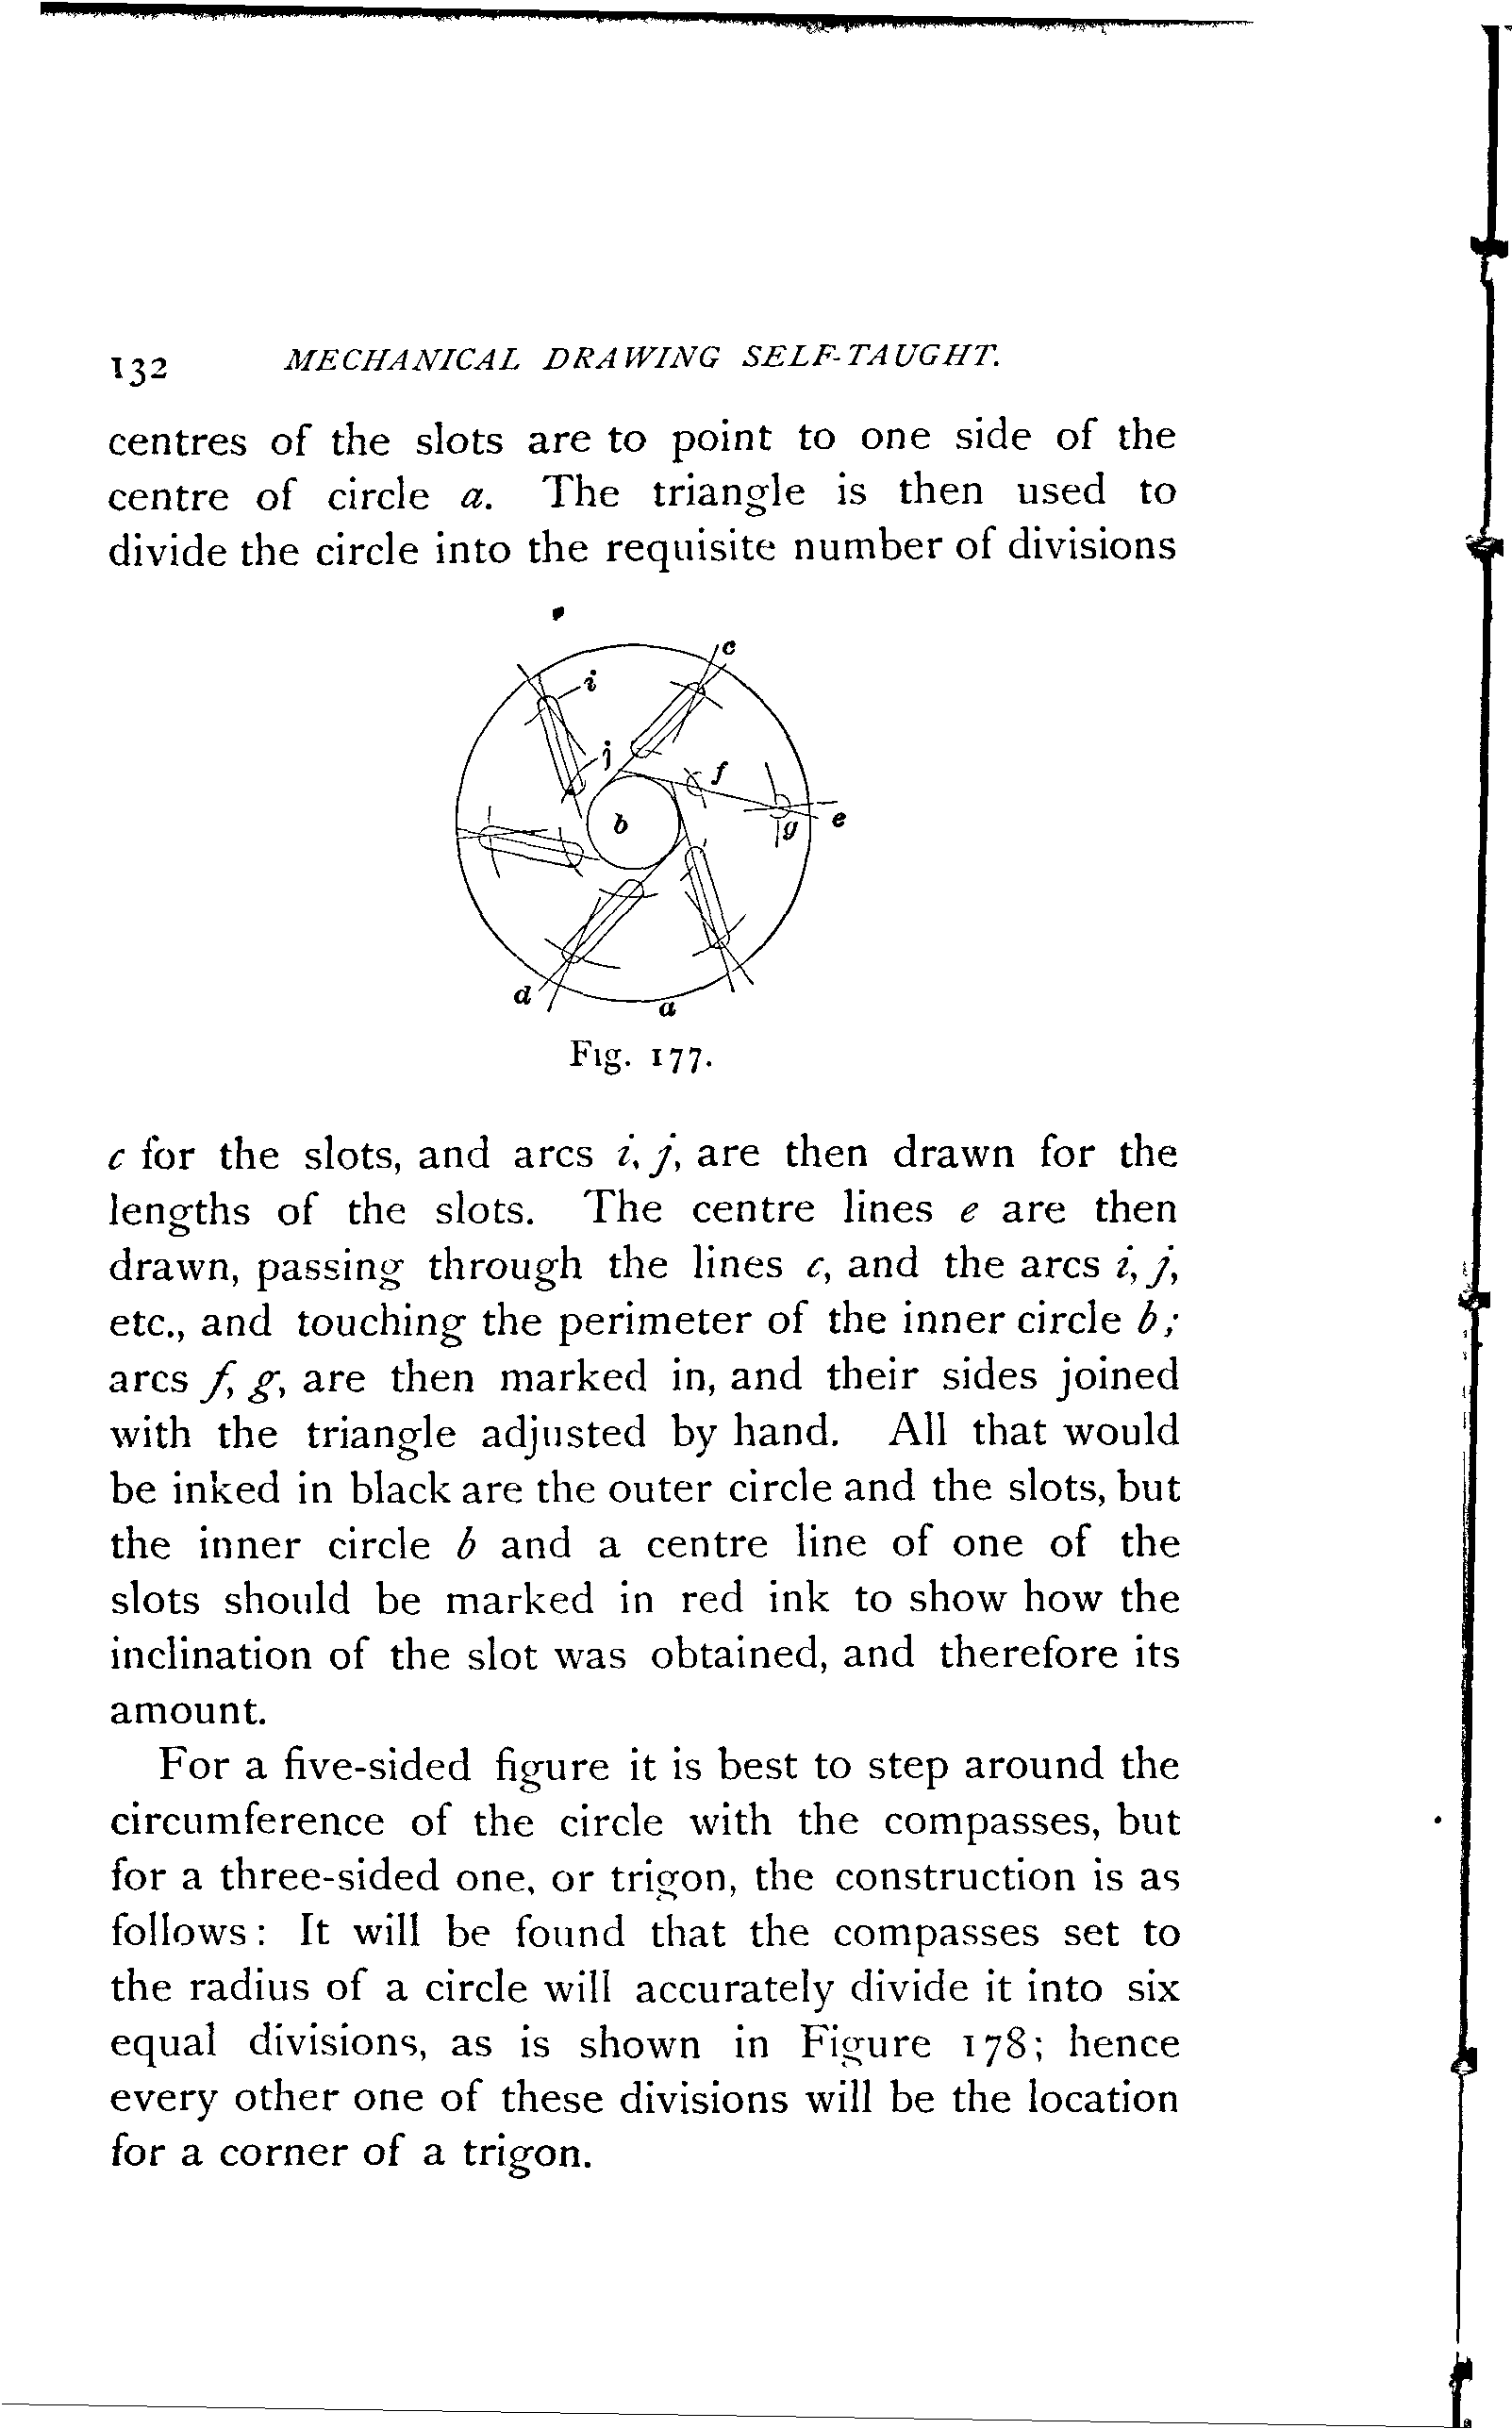 132 MECHANICAL DRAWING SELF-TAUGHT.
centres of the slots are to point to one side of the
centre of circle a. The triangle is then used to
divide the circle into the requisite number of divisions
c
i
j
f
b
g
e
d
a
Fig. 177.
c for the slots, and arcs i, j, are then drawn for the
lengths of the slots. The centre lines e are then
drawn, passing through the lines c, and the arcs i, j,
etc., and touching the perimeter of the inner circle b;
arcs f, g, are then marked in, and their sides joined
with the triangle adjusted by hand. All that would
be inked in black are the outer circle and the slots, but
the inner circle b and a centre line of one of the
slots should be marked in red ink to show how the
inclination of the slot was obtained, and therefore its
amount.
For a five-sided figure it is best to step around the
circumference of the circle with the compasses, but
for a three-sided one, or trigon, the construction is as
follows: It will be found that the compasses set to
the radius of a circle will accurately divide it into six
equal divisions, as is shown in Figure 178; hence
every other one of these divisions will be the location
for a corner of a trigon.